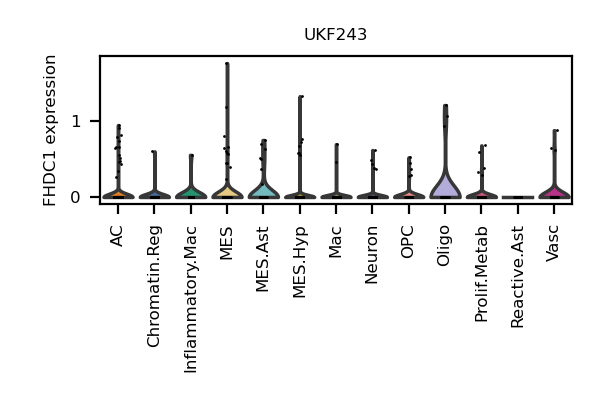 UKF243
FHDC1 expression
1
0
AC
Chromatin.Reg
Inflammatory.Mac
MES
MES.Ast
MES.Hyp
Mac
Neuron
OPC
Oligo
Prolif.Metab
Reactive.Ast
Vasc